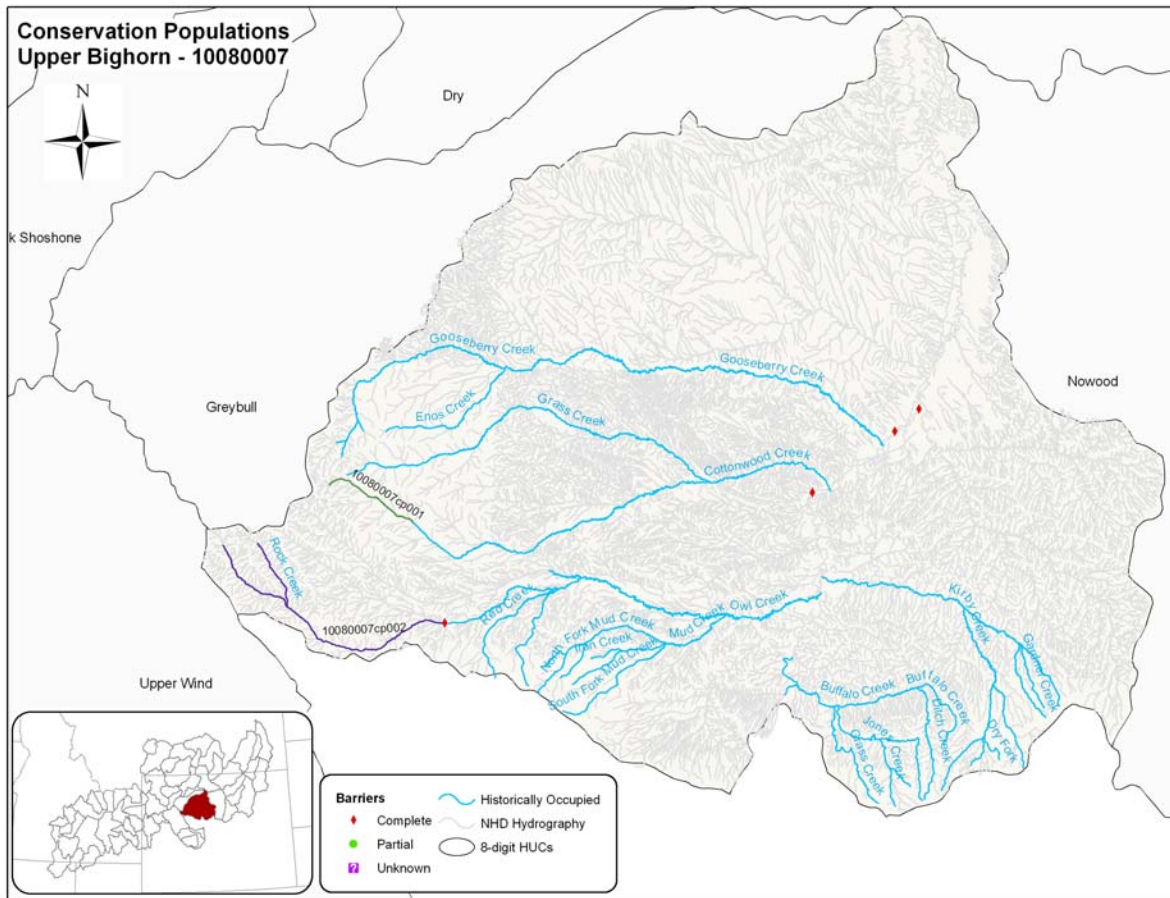 Conservation Populations
Upper Bighorn - 10080007
N
Dry
k Shoshone
Gooseberry Creek
Gooseberry Creek
Nowood
Greybull
Enos Creek
Grass Creek
Cottonwood Creek
10080007cp001
Rock Creek
10080007cp002
Red Creek
Owl Creek
Mud Creek
North Fork Mud Creek
Iran Creek
South Fork Mud Creek
Kirby Creek
Gardner Creek
Upper Wind
Buffalo Creek
Buffalo Creek
Jones Creek
Ditch Creek
Dry Fork
Grass Creek
Barriers
Complete
Partial
? Unknown
Historically Occupied
NHD Hydrography
8-digit HUCs